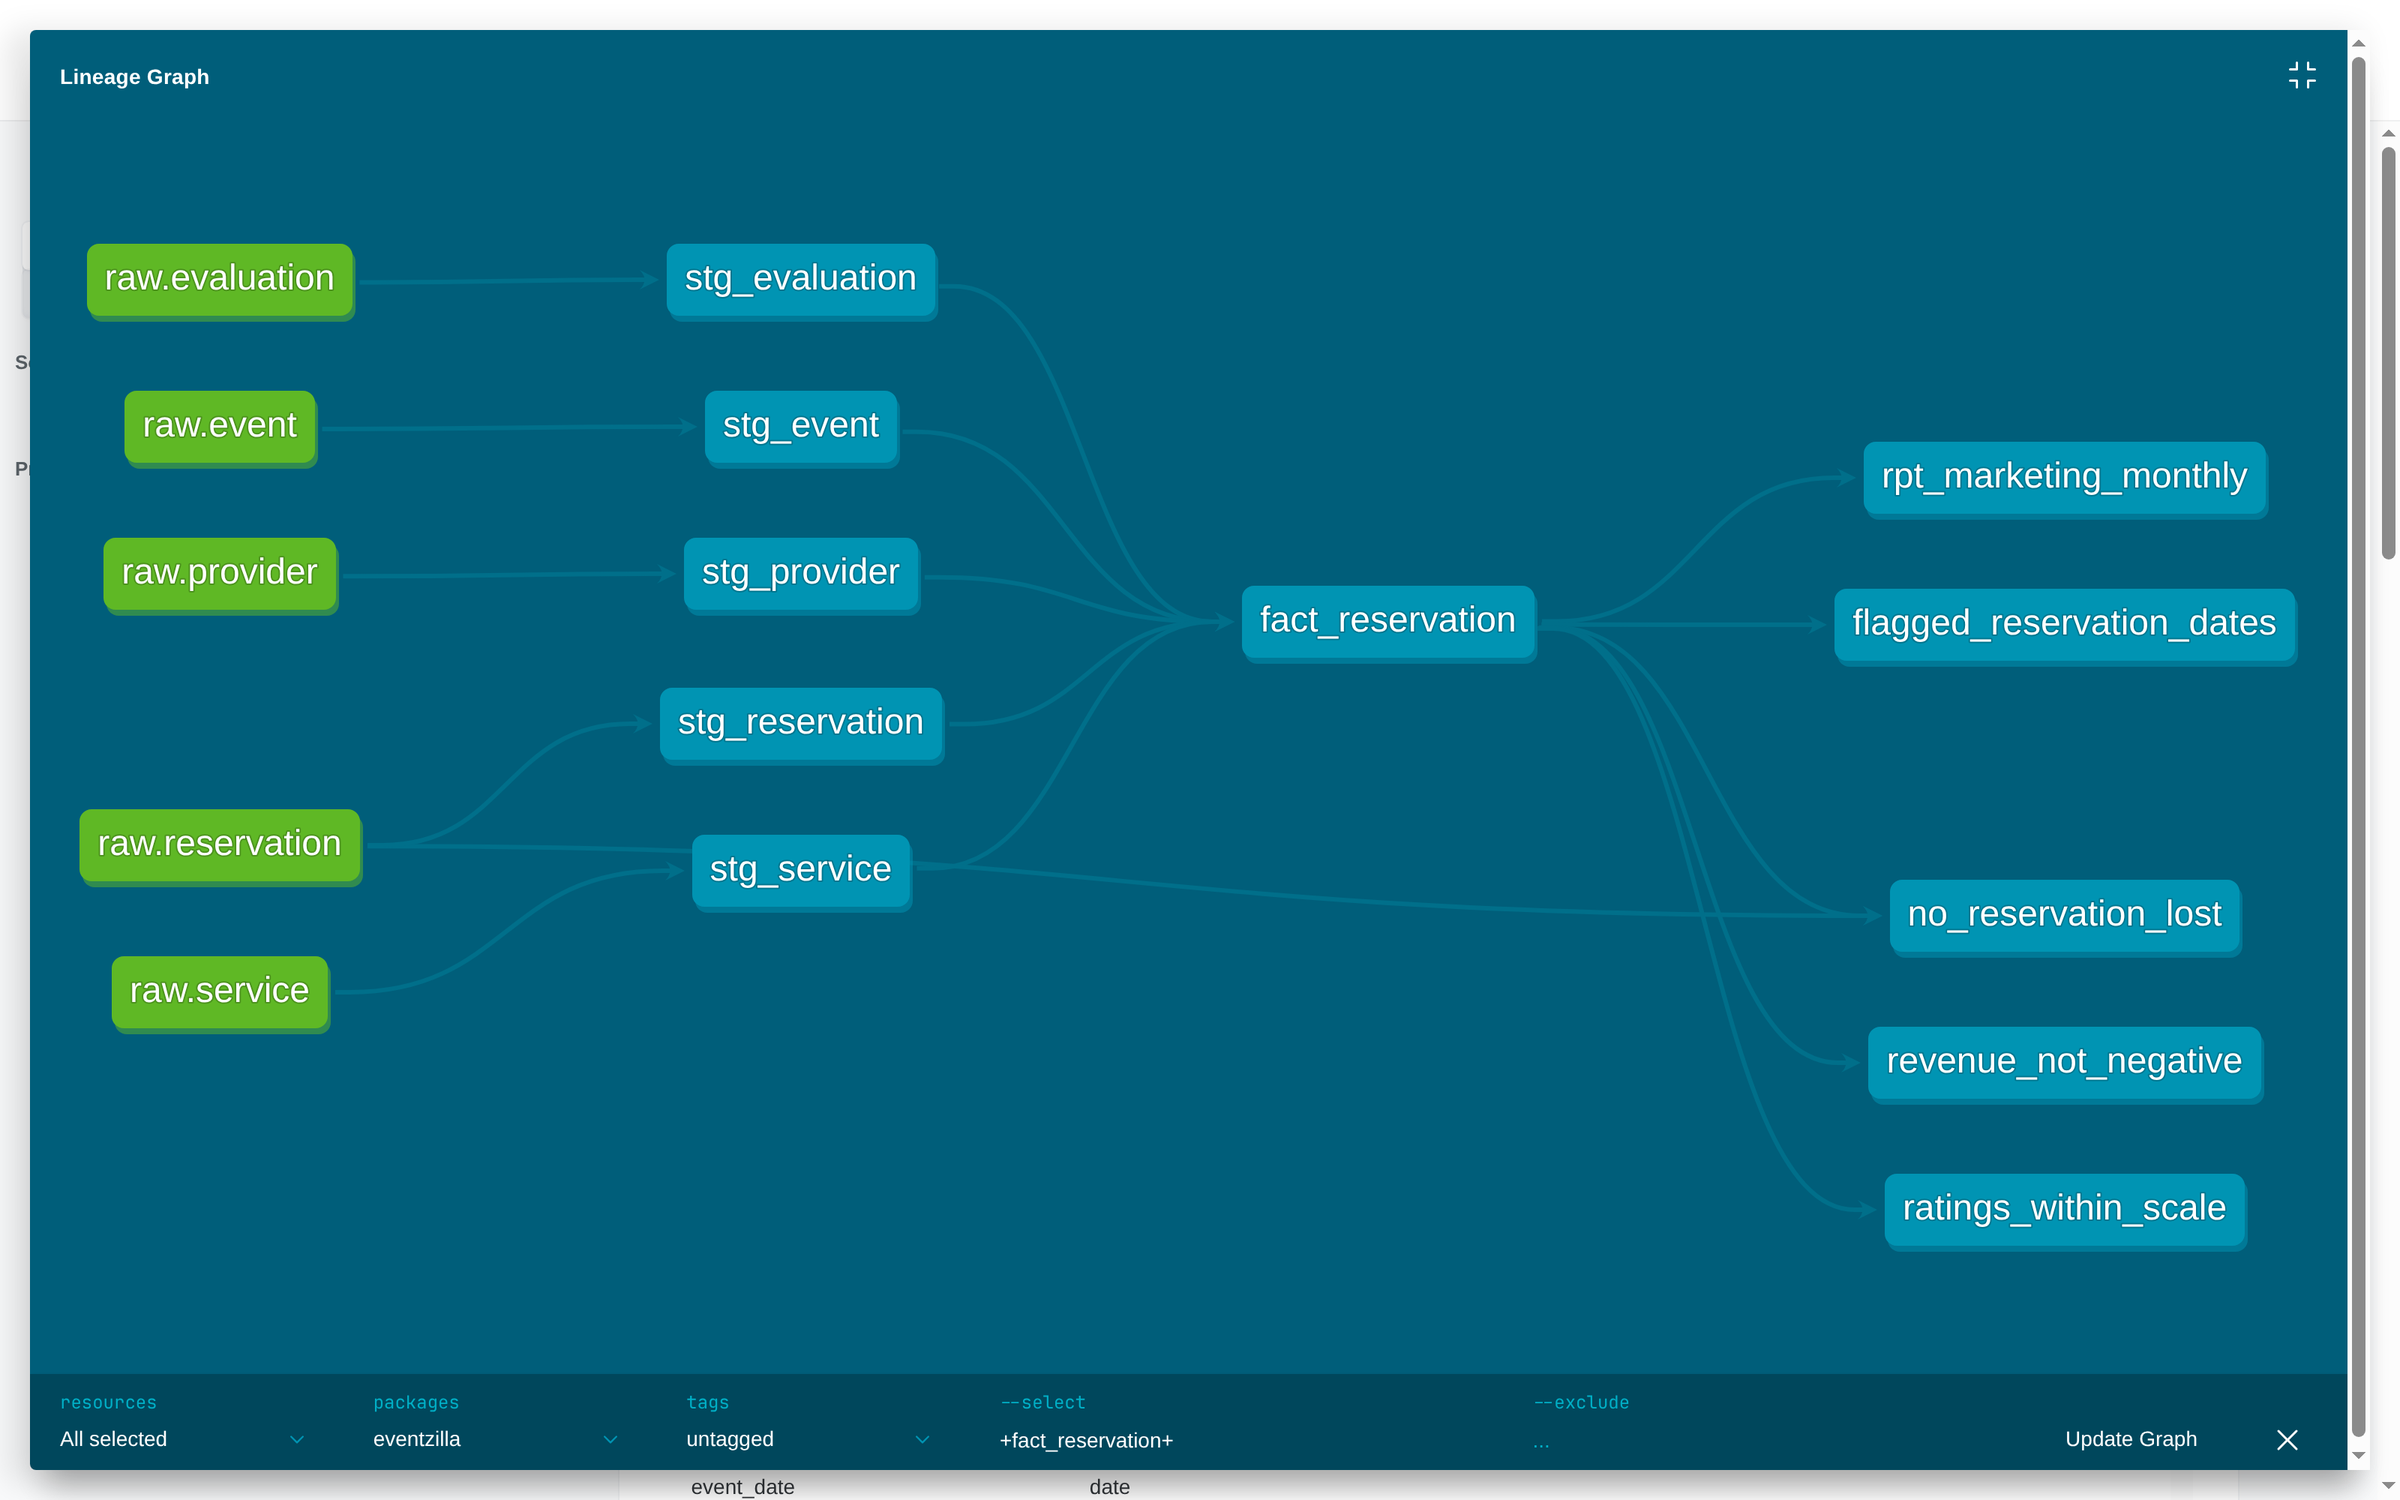 Lineage Graph
raw.evaluation
stg_evaluation
raw.event
stg_event
rpt_marketing_monthly
raw.provider
stg_provider
fact_reservation
flagged_reservation_dates
stg_reservation
raw.reservation
stg_service
no_reservation_lost
raw.service
revenue_not_negative
ratings_within_scale
resources
All selected
packages
eventzilla
tags
untagged
--select
+fact_reservation+
--exclude
...
Update Graph
event_date
date